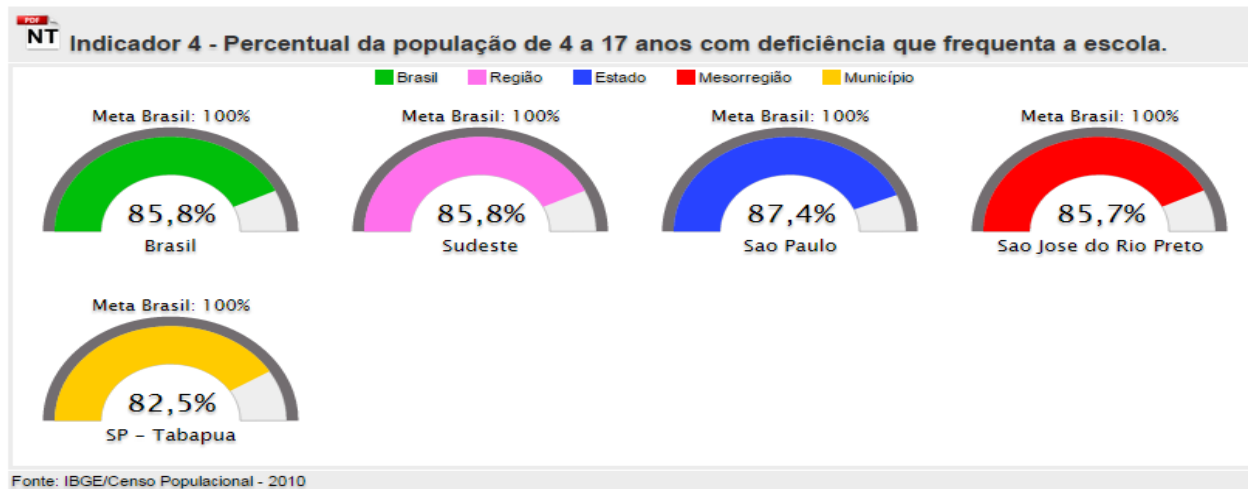 PDF
NT
Indicador 4 - Percentual da população de 4 a 17 anos com deficiência que frequenta a escola.
Brasil Região Estado Mesorregião Município
Meta Brasil: 100% Meta Brasil: 100% Meta Brasil: 100% Meta Brasil: 100%
85,8% 85,8% 87,4% 85,7%
Brasil Sudeste Sao Paulo Sao Jose do Rio Preto
Meta Brasil: 100%
82,5%
SP - Tabapua
Fonte: IBGE/Censo Populacional - 2010